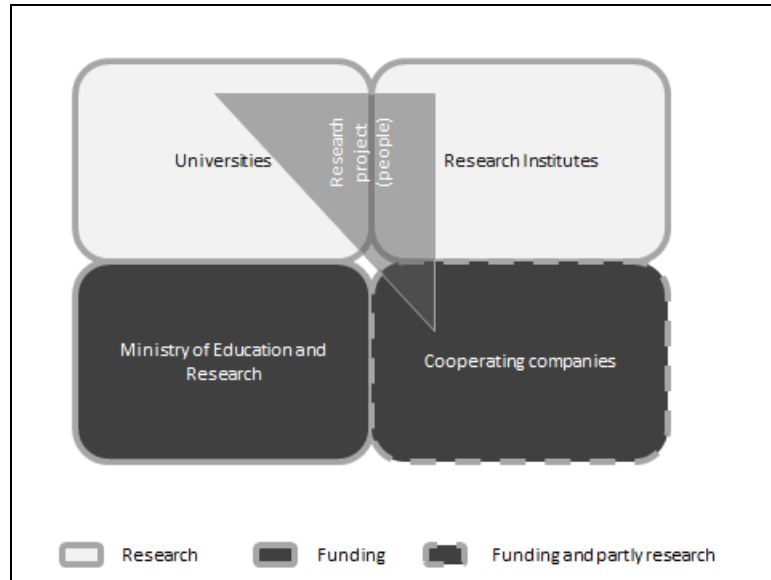 Universities
Research
project
(people)
Research Institutes
Ministry of Education and
Research
Cooperating companies
Research
Funding
Funding and partly research